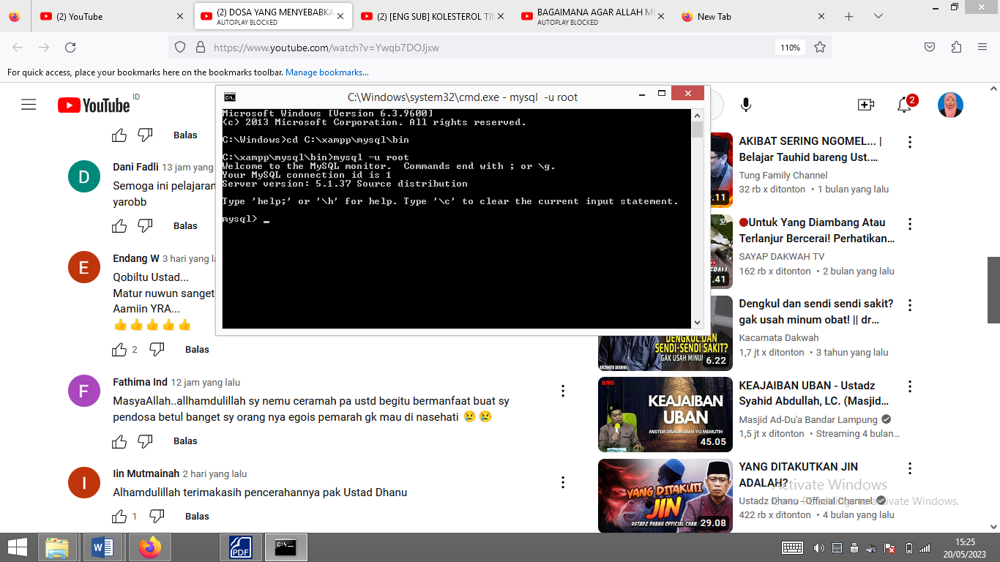 (2) YouTube
(2) DOSA YANG MENYEBABKA
AUTOPLAY BLOCKED
(2) [ENG SUB] KOLESTEROL TIN
BAGAIMANA AGAR ALLAH ME
AUTOPLAY BLOCKED
New Tab
https://www.youtube.com/watch?v=Ywqb7DOJjxw
110%
For quick access, place your bookmarks here on the bookmarks toolbar. Manage bookmarks...
YouTube ID
2
Balas
Dani Fadli 13 jam yang
Semoga ini pelajaran
yarobb
Balas
Endang W 3 hari yang la
Qobiltu Ustad...
Matur nuwun sanget
Aamiin YRA...
👍👍👍👍👍
2 Balas
Fathima Ind 12 jam yang lalu
MasyaAllah..allhamdulillah sy nemu ceramah pa ustd begitu bermanfaat buat sy
pendosa betul banget sy orang nya egois pemarah gk mau di nasehati 😢😢
Balas
Iin Mutmainah 2 hari yang lalu
Alhamdulillah terimakasih pencerahannya pak Ustad Dhanu
1 Balas
C:\Windows\system32\cmd.exe - mysql -u root
Microsoft Windows [Version 6.3.9600]
(c) 2013 Microsoft Corporation. All rights reserved.
C:\Windows>cd C:\xampp\mysql\bin
C:\xampp\mysql\bin>mysql -u root
Welcome to the MySQL monitor.  Commands end with ; or \g.
Your MySQL connection id is 1
Server version: 5.1.37 Source distribution
Type 'help;' or '\h' for help. Type '\c' to clear the current input statement.
mysql> _
.11
AKIBAT SERING NGOMEL... |
Belajar Tauhid bareng Ust....
Tung Family Channel
32 rb x ditonton • 1 bulan yang lalu
.41
Untuk Yang Diambang Atau
Terlanjur Bercerai! Perhatikan...
SAYAP DAKWAH TV
162 rb x ditonton • 2 bulan yang lalu
DENGKUL DAN
SENDI-SENDI SAKIT?
GAK USAH MINUM
KACAMATA DAKWAH
6.22
Dengkul dan sendi sendi sakit?
gak usah minum obat! || dr...
Kacamata Dakwah
1,7 jt x ditonton • 3 tahun yang lalu
KEAJAIBAN
UBAN
MISTERI DIBALIK UBAN YG MEMUTIH
45.05
KEAJAIBAN UBAN - Ustadz
Syahid Abdullah, LC. (Masjid...
Masjid Ad-Du'a Bandar Lampung
1,5 jt x ditonton • Streaming 4 bulan...
YANG DITAKUTI
JIN
USTADZ DHANU OFFICIAL CHAN
29.08
YANG DITAKUTKAN JIN
ADALAH?
Ustadz Dhanu - Official Channel
422 rb x ditonton • 4 bulan yang lalu
Activate Windows
Go to PC settings to activate Windows.
D
E
F
I
W
PDF
C:\_
15:25
20/05/2023